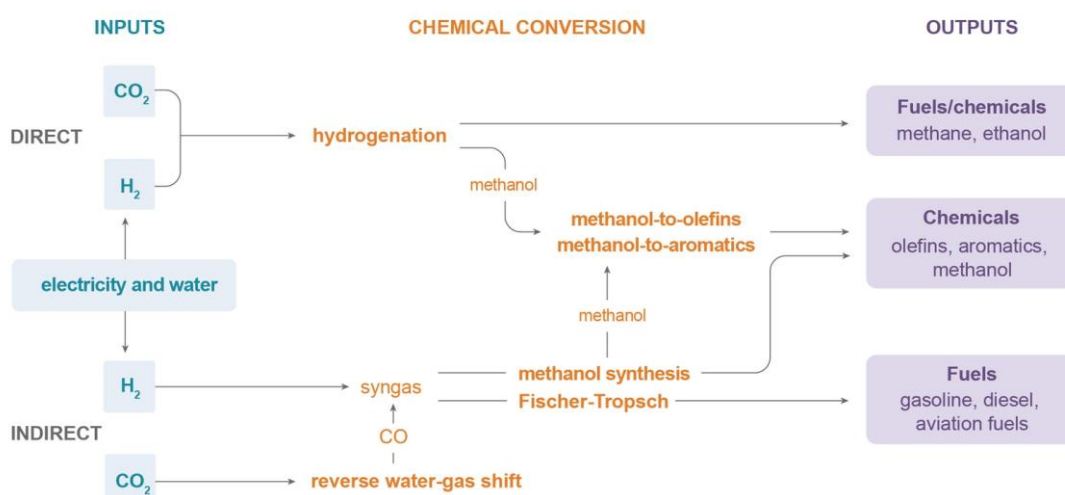 INPUTS
CHEMICAL CONVERSION
OUTPUTS
CO₂
DIRECT
hydrogenation
Fuels/chemicals
methane, ethanol
H₂
methanol
methanol-to-olefins
methanol-to-aromatics
Chemicals
olefins, aromatics,
methanol
electricity and water
methanol
H₂
syngas
methanol synthesis
Fischer-Tropsch
Fuels
gasoline, diesel,
aviation fuels
INDIRECT
CO
CO₂
reverse water-gas shift